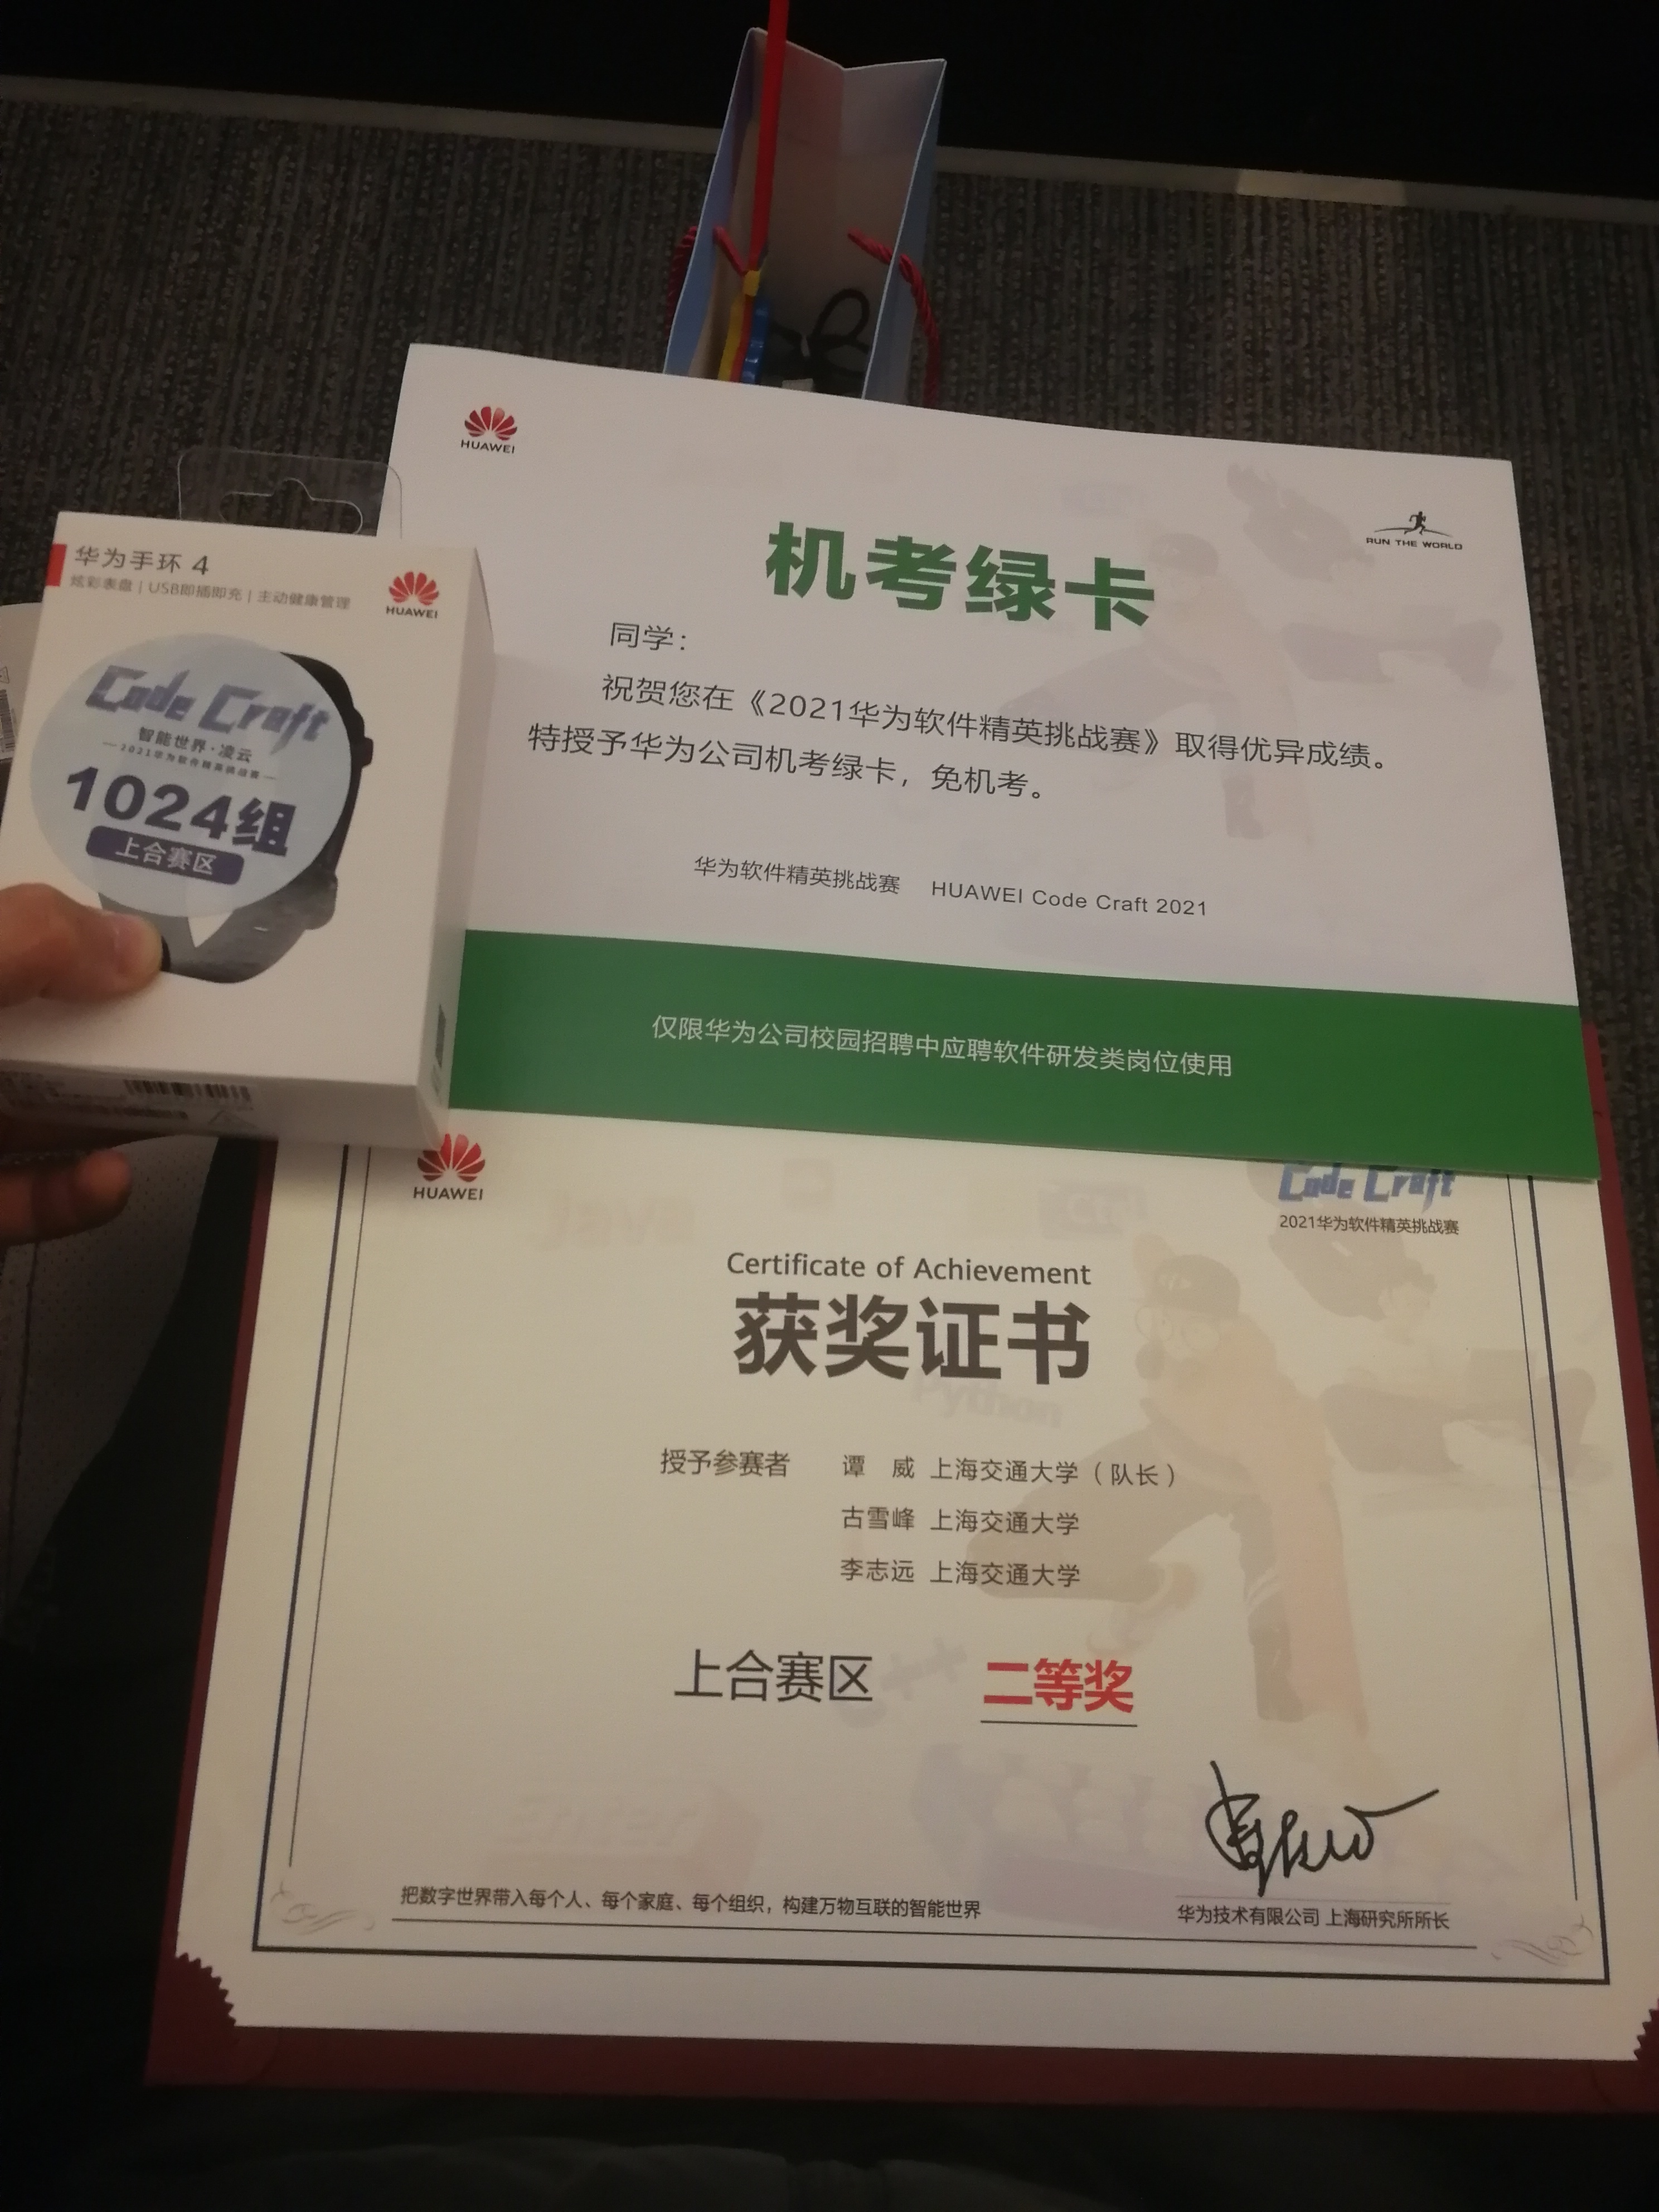 HUAWEI
RUN THE WORLD
机考绿卡
同学：
祝贺您在《2021华为软件精英挑战赛》取得优异成绩。
特授予华为公司机考绿卡，免机考。
华为软件精英挑战赛 HUAWEI Code Craft 2021
仅限华为公司校园招聘中应聘软件研发类岗位使用
华为手环 4
炫彩表盘 | USB即插即充 | 主动健康管理
HUAWEI
Code Craft
智能世界·凌云
2021华为软件精英挑战赛
1024组
上合赛区
HUAWEI
Code Craft
2021华为软件精英挑战赛
Certificate of Achievement
获奖证书
Python
授予参赛者 谭 威 上海交通大学（队长）
古雪峰 上海交通大学
李志远 上海交通大学
上合赛区 二等奖
把数字世界带入每个人、每个家庭、每个组织，构建万物互联的智能世界
华为技术有限公司 上海研究所所长